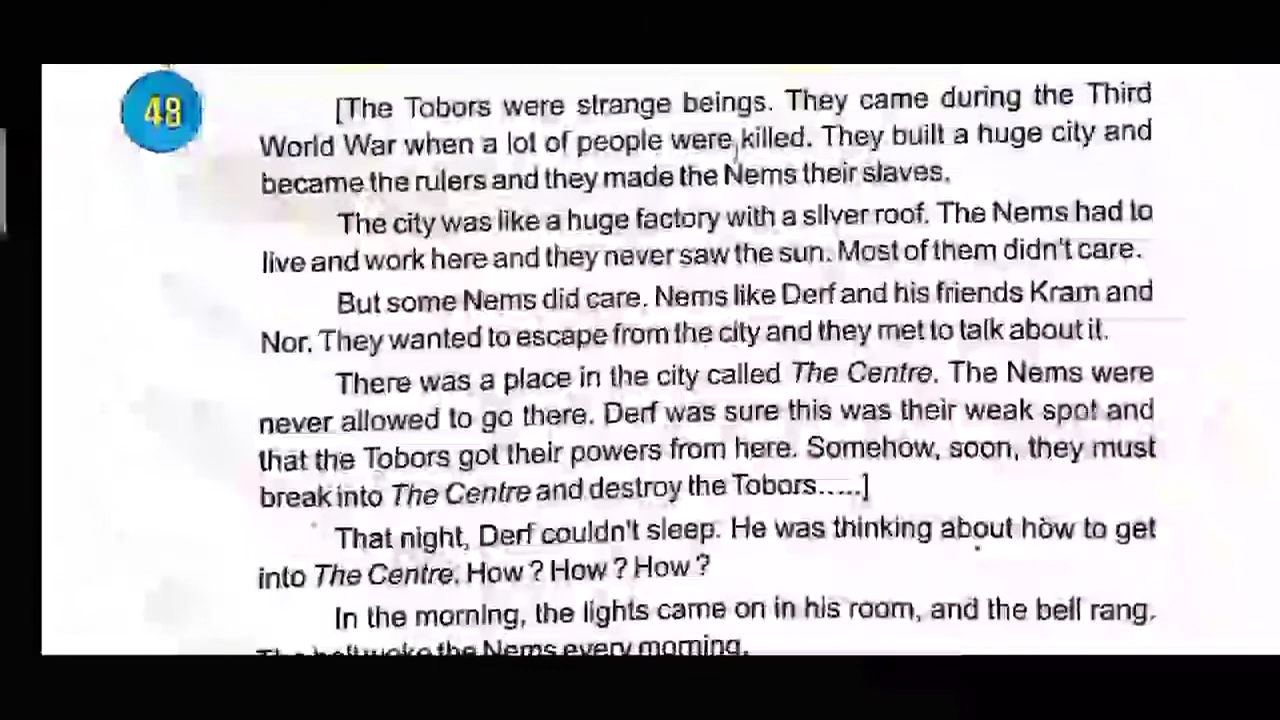 48
[The Tobors were strange beings. They came during the Third
World War when a lot of people were killed. They built a huge city and
became the rulers and they made the Nems their slaves.
The city was like a huge factory with a silver roof. The Nems had to
live and work here and they never saw the sun. Most of them didn't care.
But some Nems did care. Nems like Derf and his friends Kram and
Nor. They wanted to escape from the city and they met to talk about it.
There was a place in the city called The Centre. The Nems were
never allowed to go there. Derf was sure this was their weak spot and
that the Tobors got their powers from here. Somehow, soon, they must
break into The Centre and destroy the Tobors.....]
That night, Derf couldn't sleep. He was thinking about how to get
into The Centre. How ? How ? How ?
In the morning, the lights came on in his room, and the bell rang.
The bell woke the Nems every morning.